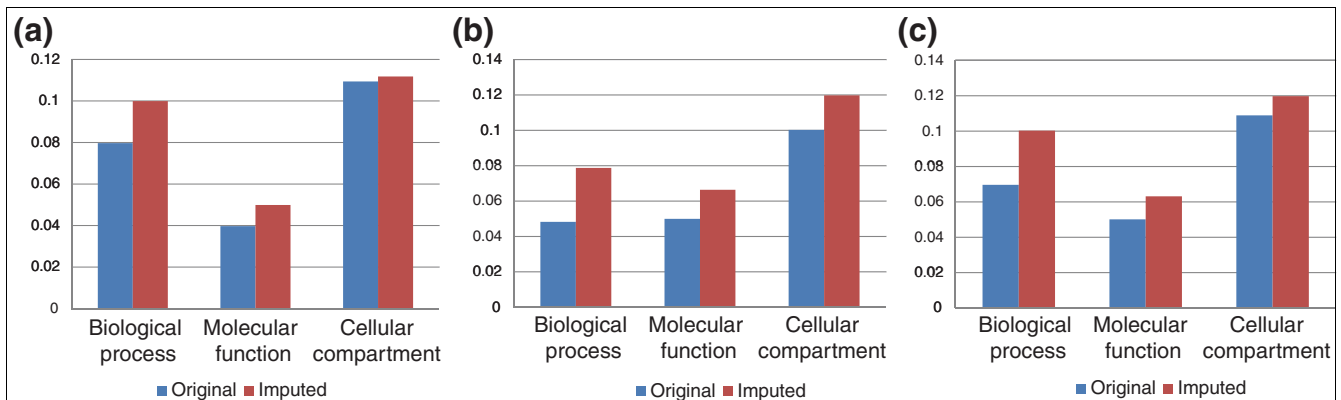 (a)
0.12
0.1
0.08
0.06
0.04
0.02
0
Biological process
Molecular function
Cellular compartment
Original Imputed
(b)
0.14
0.12
0.1
0.08
0.06
0.04
0.02
0
Biological process
Molecular function
Cellular compartment
Original Imputed
(c)
0.14
0.12
0.1
0.08
0.06
0.04
0.02
0
Biological process
Molecular function
Cellular compartment
Original Imputed